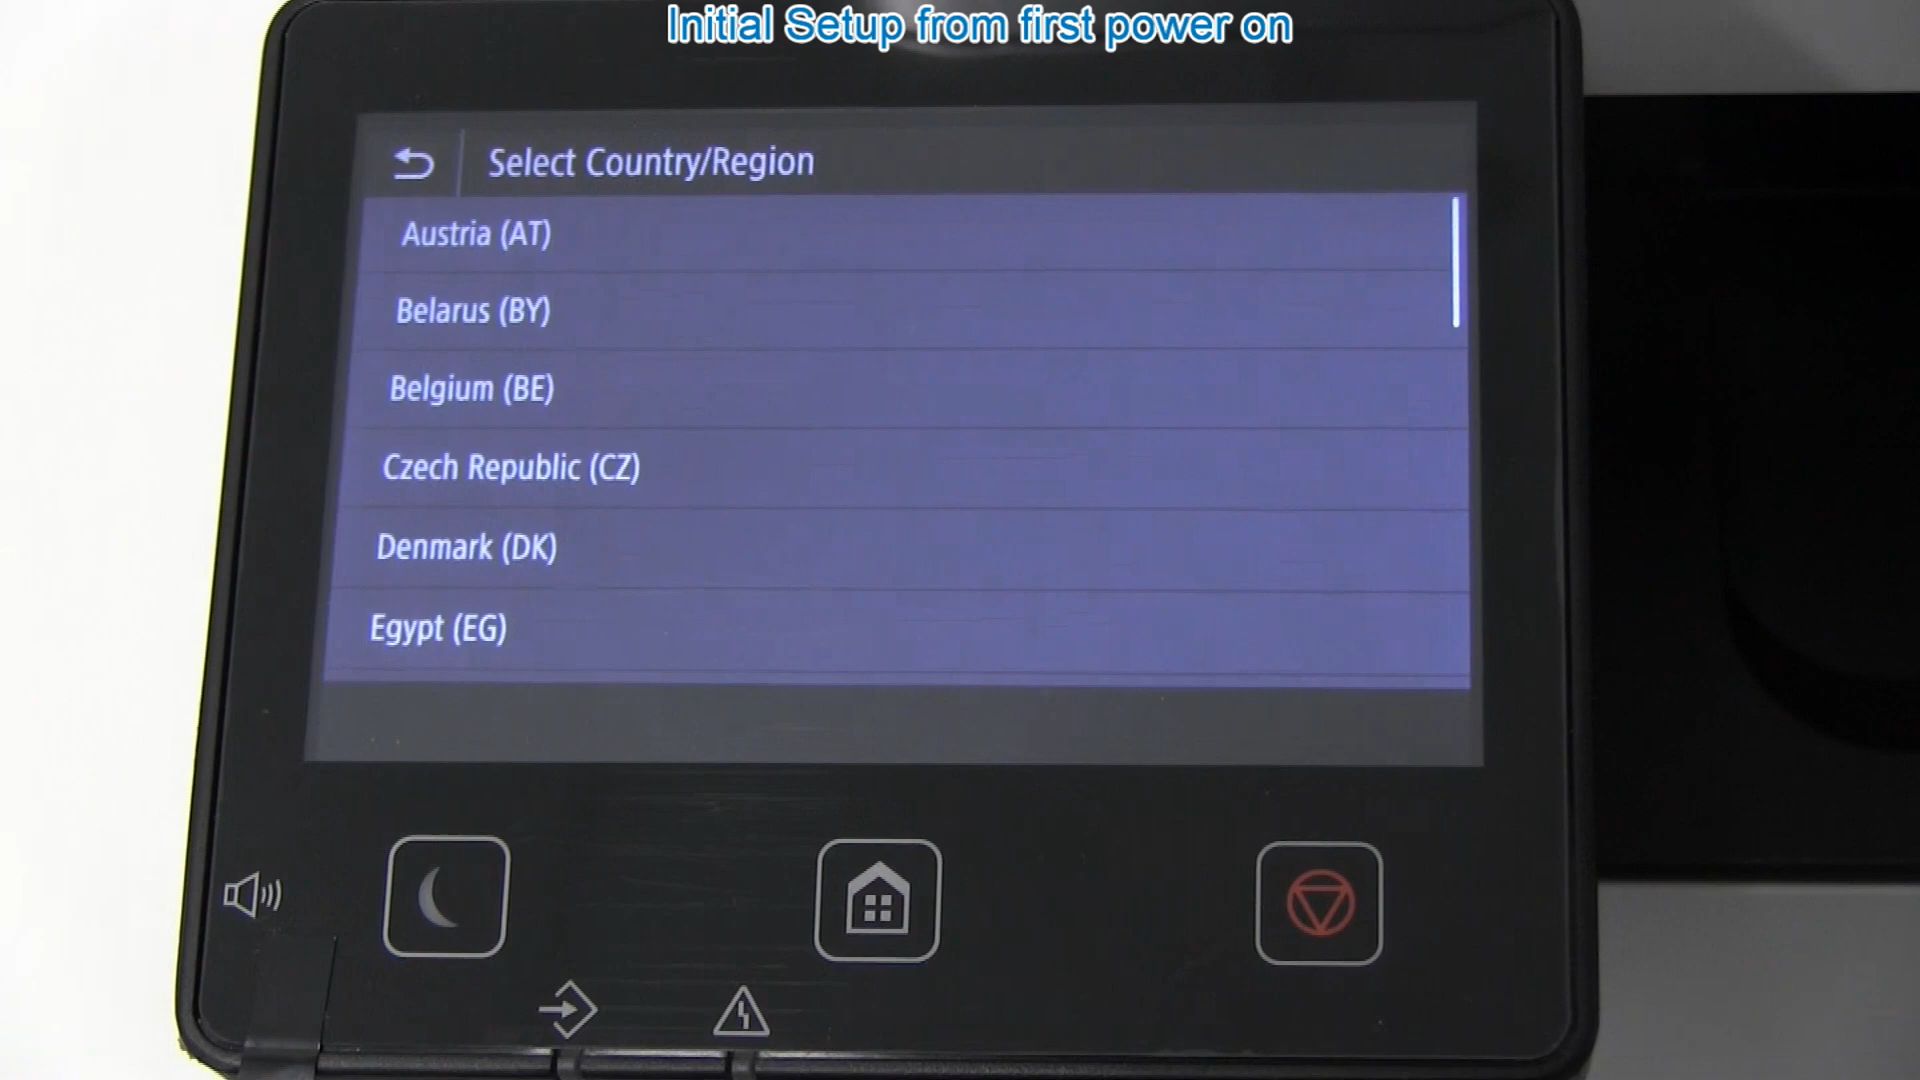 Initial Setup from first power on
Select Country/Region
Austria (AT)
Belarus (BY)
Belgium (BE)
Czech Republic (CZ)
Denmark (DK)
Egypt (EG)